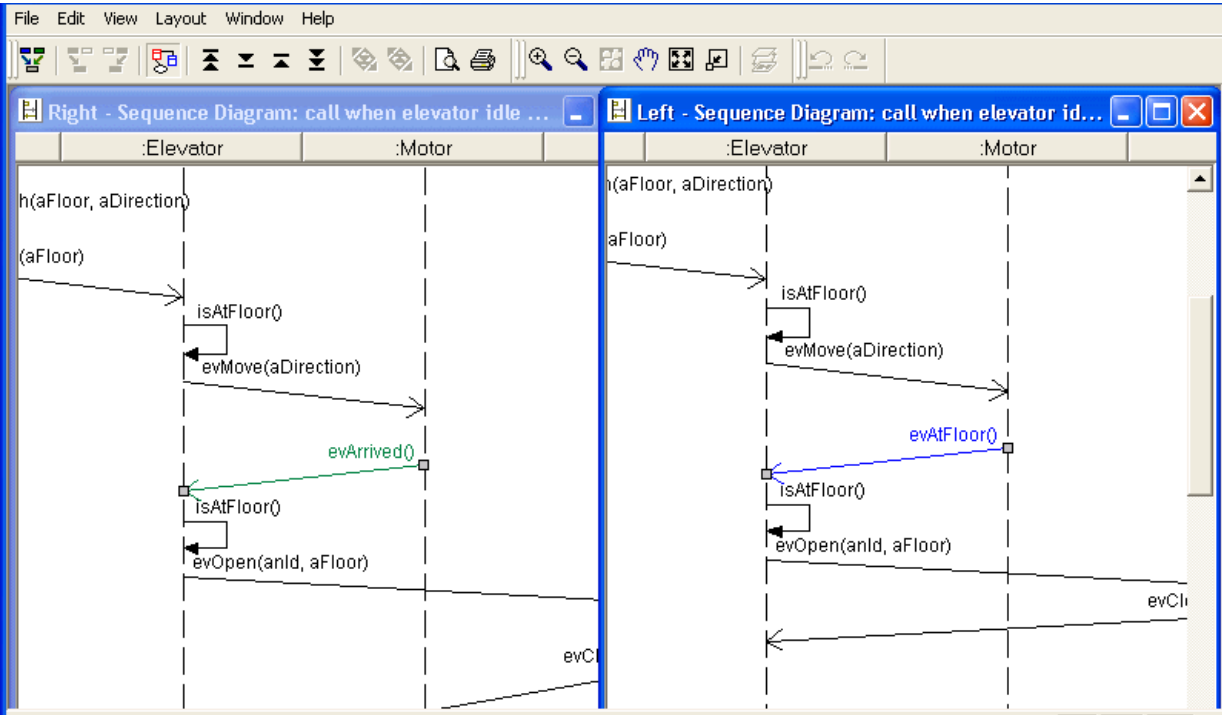 File Edit View Layout Window Help
Right - Sequence Diagram: call when elevator idle ...
:Elevator :Motor
h(aFloor, aDirection)
(aFloor)
isAtFloor()
evMove(aDirection)
evArrived()
isAtFloor()
evOpen(anId, aFloor)
evCl
Left - Sequence Diagram: call when elevator id...
:Elevator :Motor
(aFloor, aDirection)
aFloor)
isAtFloor()
evMove(aDirection)
evAtFloor()
isAtFloor()
evOpen(anId, aFloor)
evCl